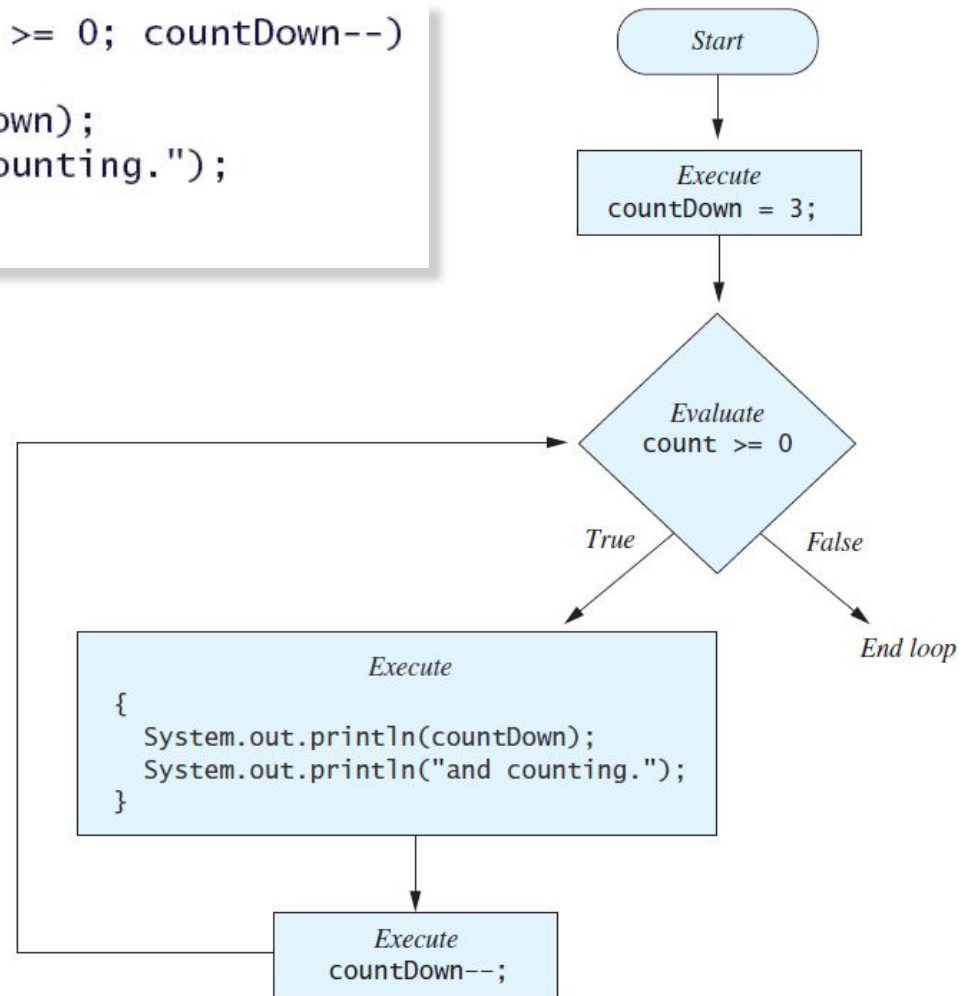 >= 0; countDown--)
own);
ounting.");
Start
Execute
countDown = 3;
Evaluate
count >= 0
True
False
End loop
Execute
{
System.out.println(countDown);
System.out.println("and counting.");
}
Execute
countDown--;